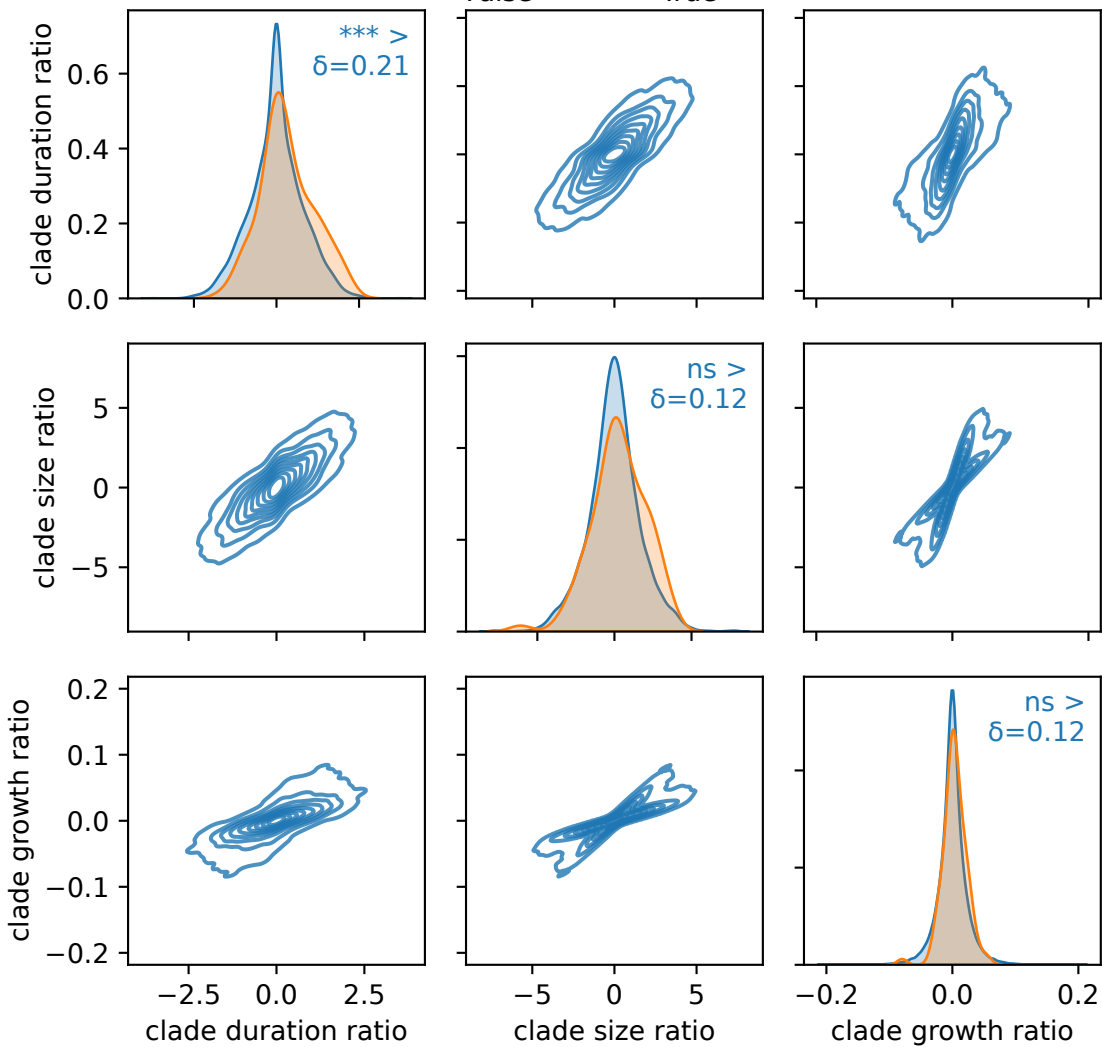 clade duration ratio
0.6
0.4
0.2
0.0
*** >
δ=0.21
clade size ratio
5
0
−5
ns >
δ=0.12
clade growth ratio
0.2
0.1
0.0
−0.1
−0.2
ns >
δ=0.12
−2.5 0.0 2.5
clade duration ratio
−5 0 5
clade size ratio
−0.2 0.0 0.2
clade growth ratio